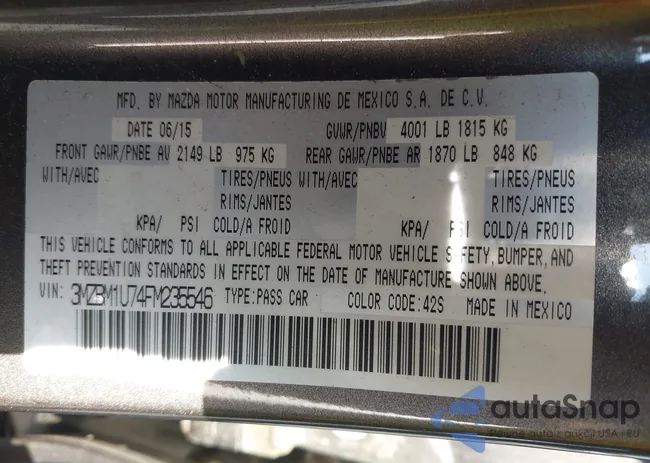 MFD. BY MAZDA MOTOR MANUFACTURING DE MEXICO S.A. DE C.V.
DATE 06/15 GVWR/PNBV 4001 LB 1815 KG
FRONT GAWR/PNBE AV 2149 LB 975 KG REAR GAWR/PNBE AR 1870 LB 848 KG
WITH/AVEC TIRES/PNEUS WITH/AVEC TIRES/PNEUS
RIMS/JANTES RIMS/JANTES
KPA/ PSI COLD/A FROID KPA/ PSI COLD/A FROID
THIS VEHICLE CONFORMS TO ALL APPLICABLE FEDERAL MOTOR VEHICLE SAFETY, BUMPER, AND
THEFT PREVENTION STANDARDS IN EFFECT ON THE DATE OF MANUFACTURE SHOWN ABOVE.
VIN: 3MZBM1U74FM235546 TYPE:PASS CAR COLOR CODE:42S MADE IN MEXICO
autaSnap